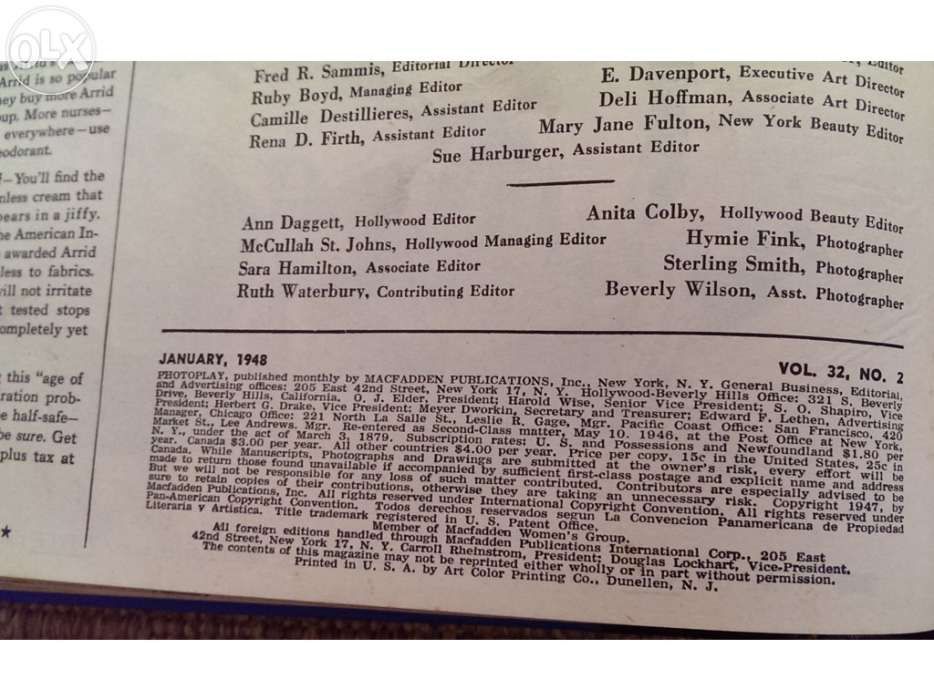 OLX
Arrid is so popular
ey buy more Arrid
up. More nurses—
everywhere—use
eodorant.
—You'll find the
nless cream that
ears in a jiffy.
he American In-
awarded Arrid
less to fabrics.
vill not irritate
t tested stops
ompletely yet
this "age of
ration prob-
e half-safe—
be sure. Get
plus tax at
★
Editor
Fred R. Sammis, Editorial Director
E. Davenport, Executive Art Director
Ruby Boyd, Managing Editor
Deli Hoffman, Associate Art Director
Camille Destillieres, Assistant Editor
Mary Jane Fulton, New York Beauty Editor
Rena D. Firth, Assistant Editor
Sue Harburger, Assistant Editor
Ann Daggett, Hollywood Editor
Anita Colby, Hollywood Beauty Editor
McCullah St. Johns, Hollywood Managing Editor
Hymie Fink, Photographer
Sara Hamilton, Associate Editor
Sterling Smith, Photographer
Ruth Waterbury, Contributing Editor
Beverly Wilson, Asst. Photographer
JANUARY, 1948
VOL. 32, NO. 2
PHOTOPLAY, published monthly by MACFADDEN PUBLICATIONS, Inc., New York, N. Y. General Business, Editorial,
and Advertising offices: 205 East 42nd Street, New York 17, N. Y. Hollywood-Beverly Hills Office: 321 S. Beverly
Drive, Beverly Hills, California. O. J. Elder, President; Harold Wise, Senior Vice President; S. O. Shapiro, Vice
President; Herbert G. Drake, Vice President; Meyer Dworkin, Secretary and Treasurer; Edward F. Lethen, Advertising
Manager, Chicago Office: 221 North La Salle St., Leslie R. Gage, Mgr. Pacific Coast Office: San Francisco, 420
Market St., Lee Andrews, Mgr. Re-entered as Second-Class matter, May 10, 1946, at the Post Office at New York,
N. Y., under the act of March 3, 1879. Subscription rates: U. S. and Possessions and Newfoundland $1.80 per
year. Canada $3.00 per year. All other countries $4.00 per year. Price per copy, 15c in the United States, 25c in
Canada. While Manuscripts, Photographs and Drawings are submitted at the owner's risk, every effort will be
made to return those found unavailable if accompanied by sufficient first-class postage and explicit name and address
But we will not be responsible for any loss of such matter contributed. Contributors are especially advised to be
sure to retain copies of their contributions, otherwise they are taking an unnecessary risk. Copyright 1947, by
Macfadden Publications, Inc. All rights reserved under International Copyright Convention. All rights reserved under
Pan-American Copyright Convention. Todos derechos reservados segun La Convencion Panamericana de Propiedad
Literaria y Artistica. Title trademark registered in U. S. Patent Office.
Member of Macfadden Women's Group.
All foreign editions handled through Macfadden Publications International Corp., 205 East
42nd Street, New York 17, N. Y. Carroll Rheinstrom, President; Douglas Lockhart, Vice-President.
The contents of this magazine may not be reprinted either wholly or in part without permission.
Printed in U. S. A. by Art Color Printing Co., Dunellen, N. J.